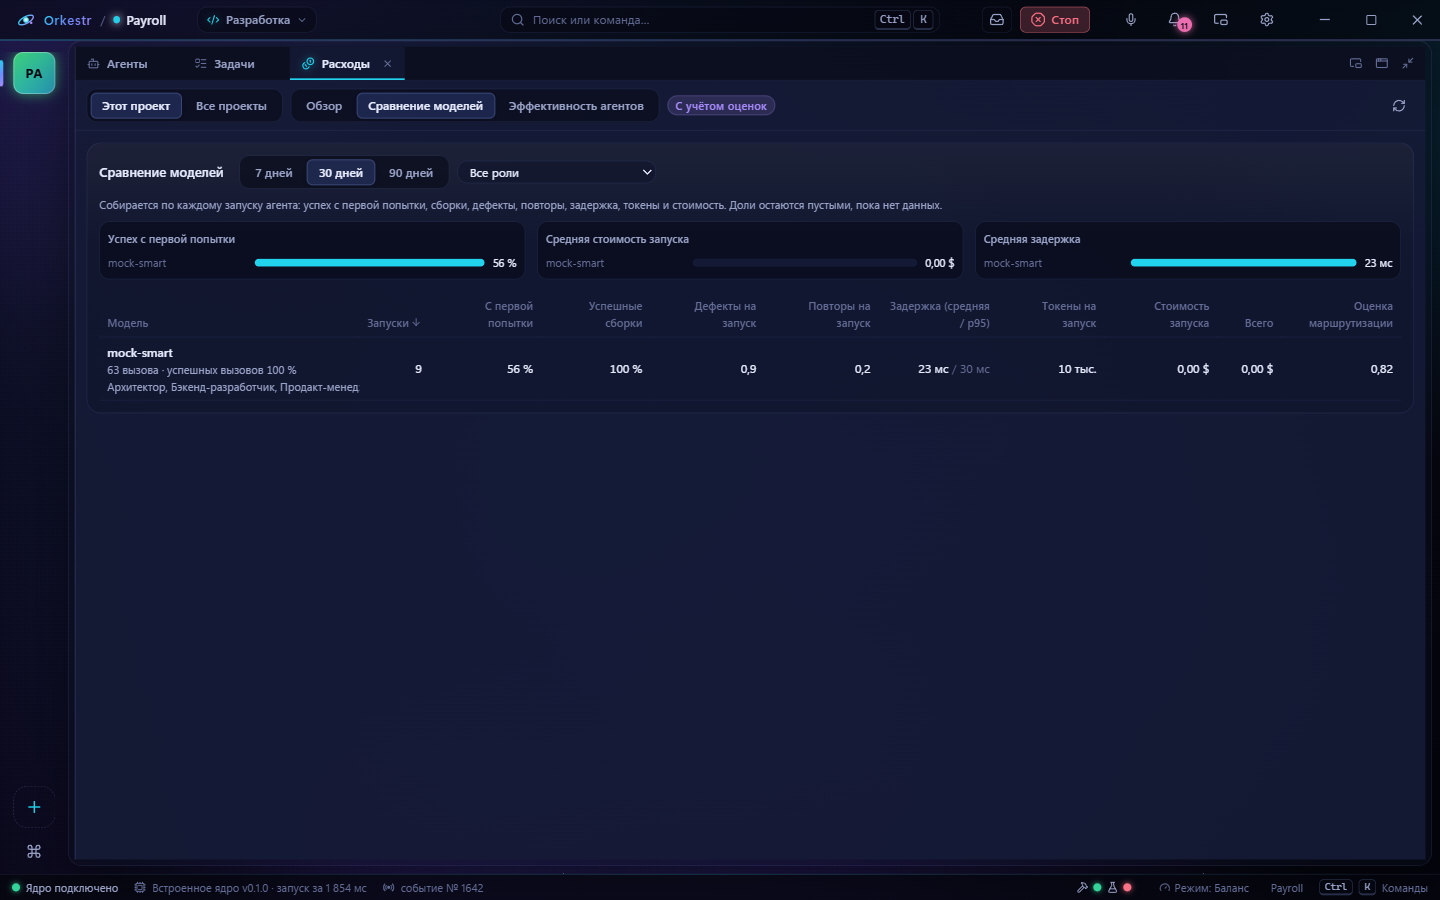 Orkestr / Payroll
Разработка
Поиск или команда...
Ctrl K
Стоп
11
PA
Агенты
Задачи
Расходы
Этот проект
Все проекты
Обзор
Сравнение моделей
Эффективность агентов
С учётом оценок
Сравнение моделей
7 дней
30 дней
90 дней
Все роли
Собирается по каждому запуску агента: успех с первой попытки, сборки, дефекты, повторы, задержка, токены и стоимость. Доли остаются пустыми, пока нет данных.
Успех с первой попытки
mock-smart 56 %
Средняя стоимость запуска
mock-smart 0,00 $
Средняя задержка
mock-smart 23 мс
Модель
Запуски ↓
С первой попытки
Успешные сборки
Дефекты на запуск
Повторы на запуск
Задержка (средняя / p95)
Токены на запуск
Стоимость запуска
Всего
Оценка маршрутизации
mock-smart
63 вызова · успешных вызовов 100 %
Архитектор, Бэкенд-разработчик, Продакт-менед
9
56 %
100 %
0,9
0,2
23 мс / 30 мс
10 тыс.
0,00 $
0,00 $
0,82
Ядро подключено
Встроенное ядро v0.1.0 · запуск за 1 854 мс
событие № 1642
Режим: Баланс
Payroll
Ctrl K Команды